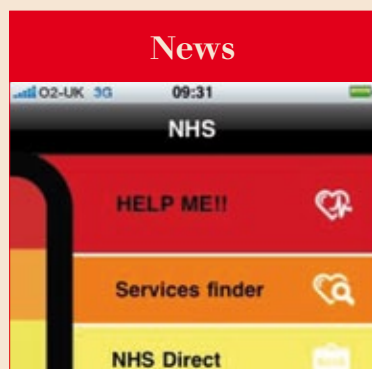 News
O2-UK 3G 09:31
NHS
HELP ME!!
Services finder
NHS Direct